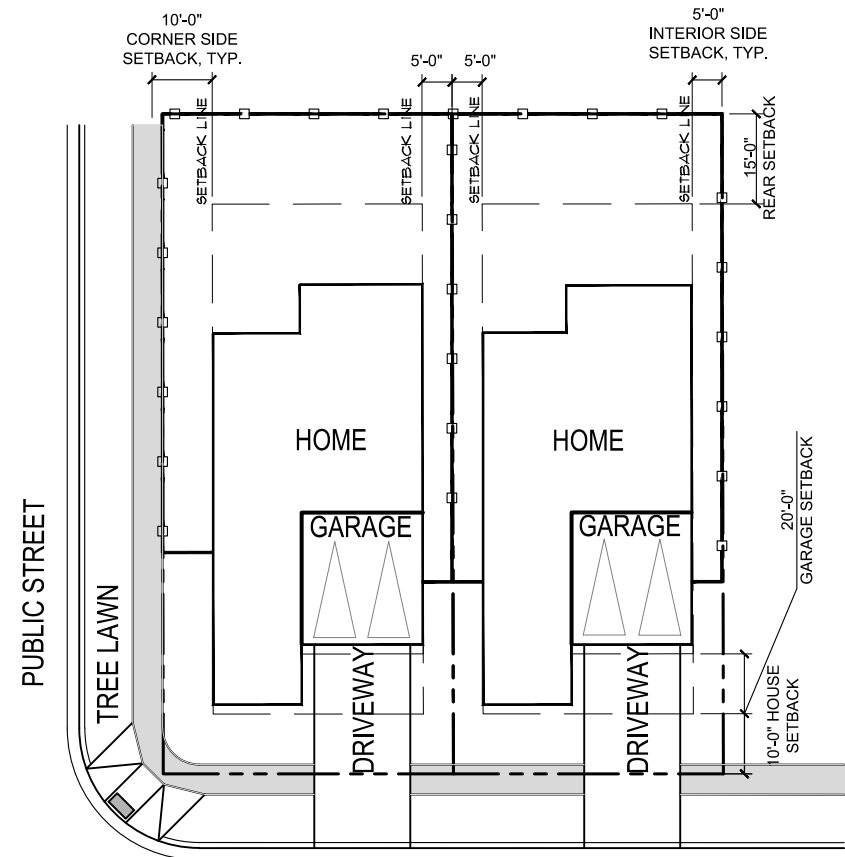 10'-0"
CORNER SIDE
SETBACK, TYP.
5'-0"
5'-0"
5'-0"
INTERIOR SIDE
SETBACK, TYP.
SETBACK LINE
SETBACK LINE
SETBACK LINE
SETBACK LINE
15'-0"
REAR SETBACK
HOME
HOME
GARAGE
GARAGE
20'-0"
GARAGE SETBACK
PUBLIC STREET
TREE LAWN
DRIVEWAY
DRIVEWAY
10'-0" HOUSE
SETBACK